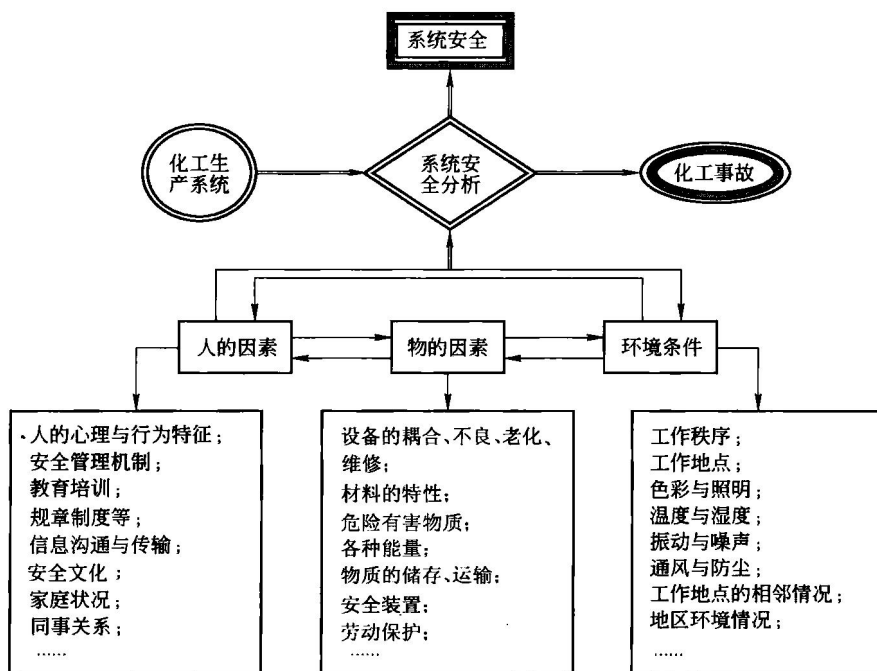 系统安全
化工生
产系统
系统安
全分析
化工事故
人的因素
物的因素
环境条件
人的心理与行为特征；
安全管理机制；
教育培训；
规章制度等；
信息沟通与传输；
安全文化；
家庭状况；
同事关系；
……
设备的耦合、不良、老化、
维修；
材料的特性；
危险有害物质；
各种能量；
物质的储存、运输；
安全装置；
劳动保护；
……
工作秩序；
工作地点；
色彩与照明；
温度与湿度；
振动与噪声；
通风与防尘；
工作地点的相邻情况；
地区环境情况；
……